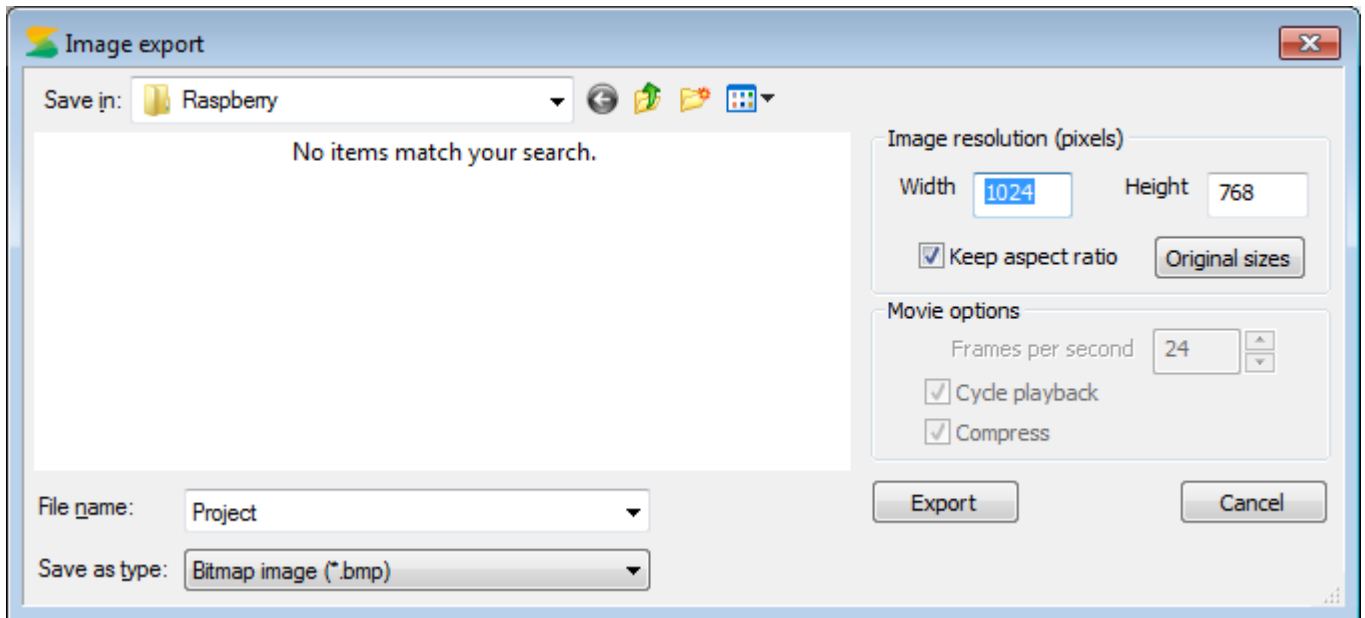 Image export
Save in: Raspberry
No items match your search.
Image resolution (pixels)
Width 1024 Height 768
Keep aspect ratio Original sizes
Movie options
Frames per second 24
Cycle playback
Compress
File name: Project
Export Cancel
Save as type: Bitmap image (*.bmp)